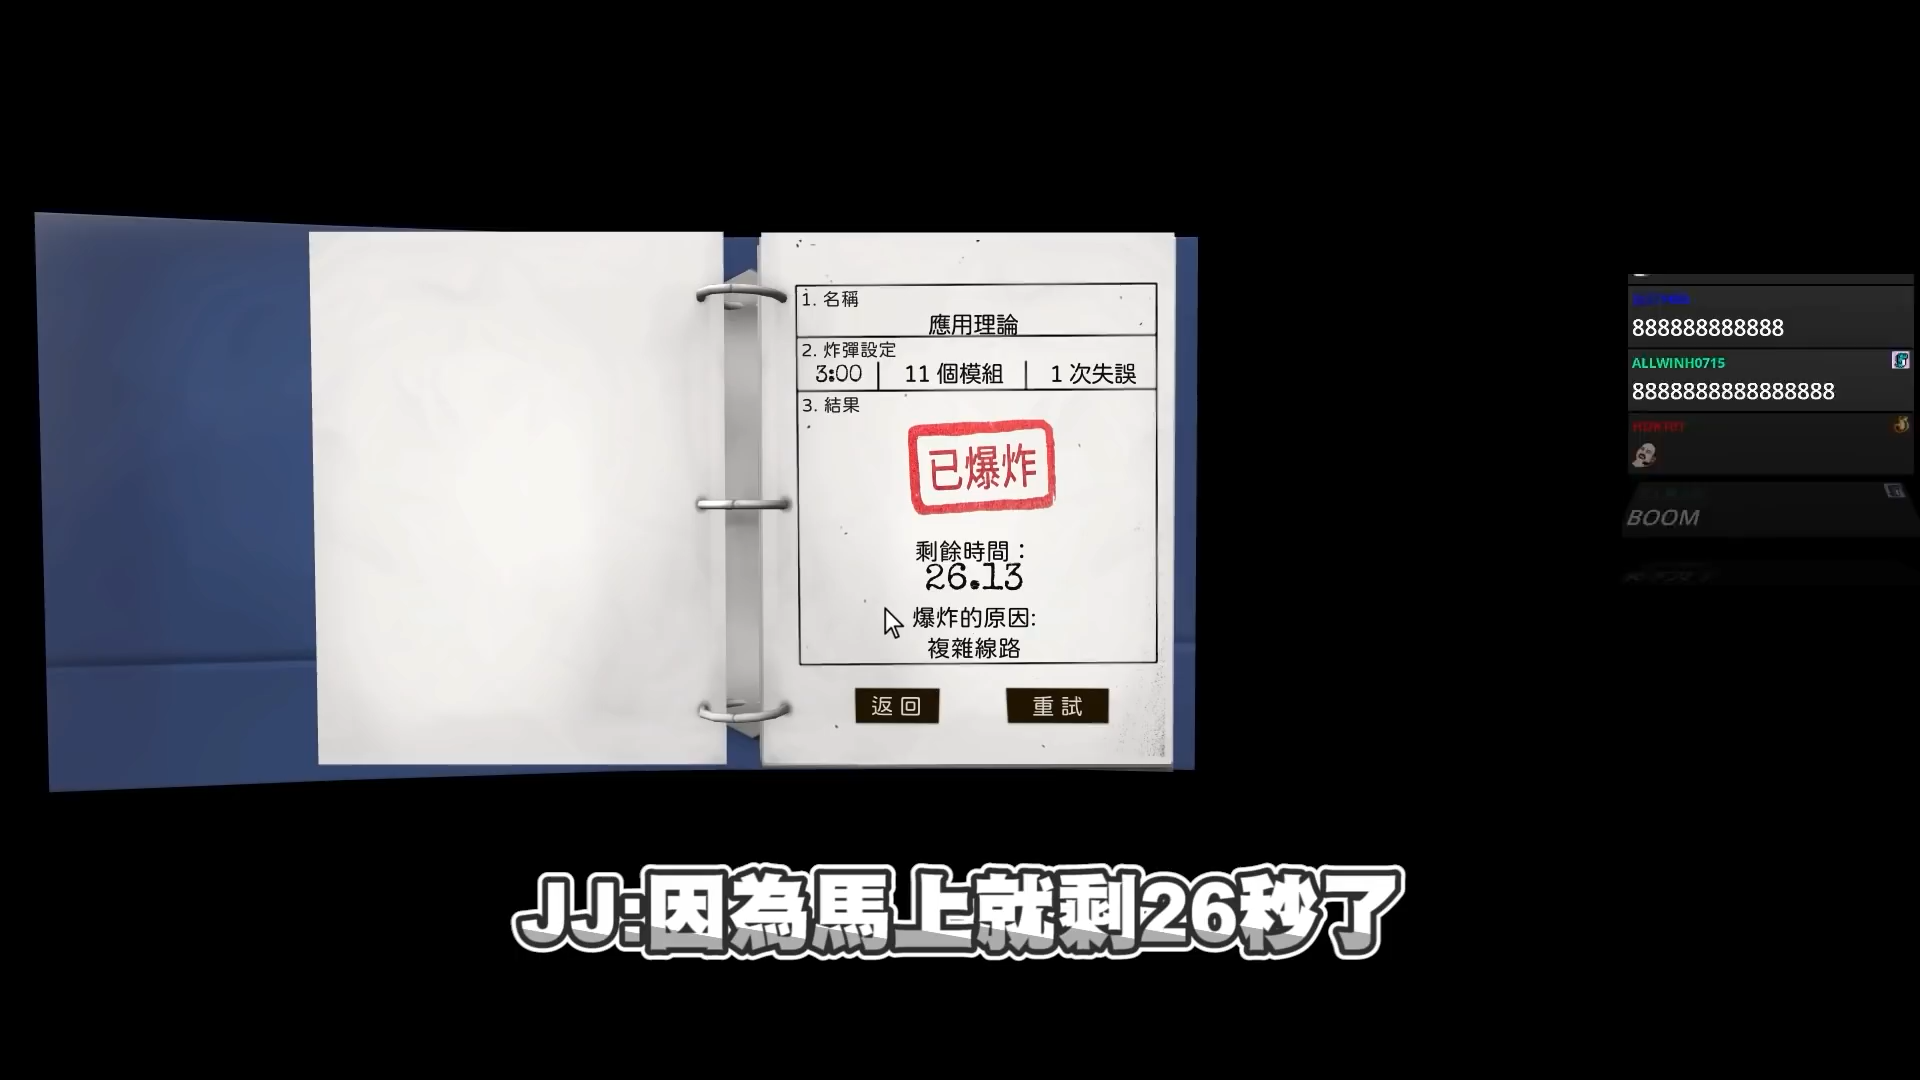 1. 名稱
應用理論
2. 炸彈設定
3:00 11 個模組 1 次失誤
3. 結果
已爆炸
剩餘時間：
26.13
爆炸的原因:
複雜線路
返回 重試
888888888888
ALLWINH0715
8888888888888888
BOOM
JJ:因為馬上就剩26秒了